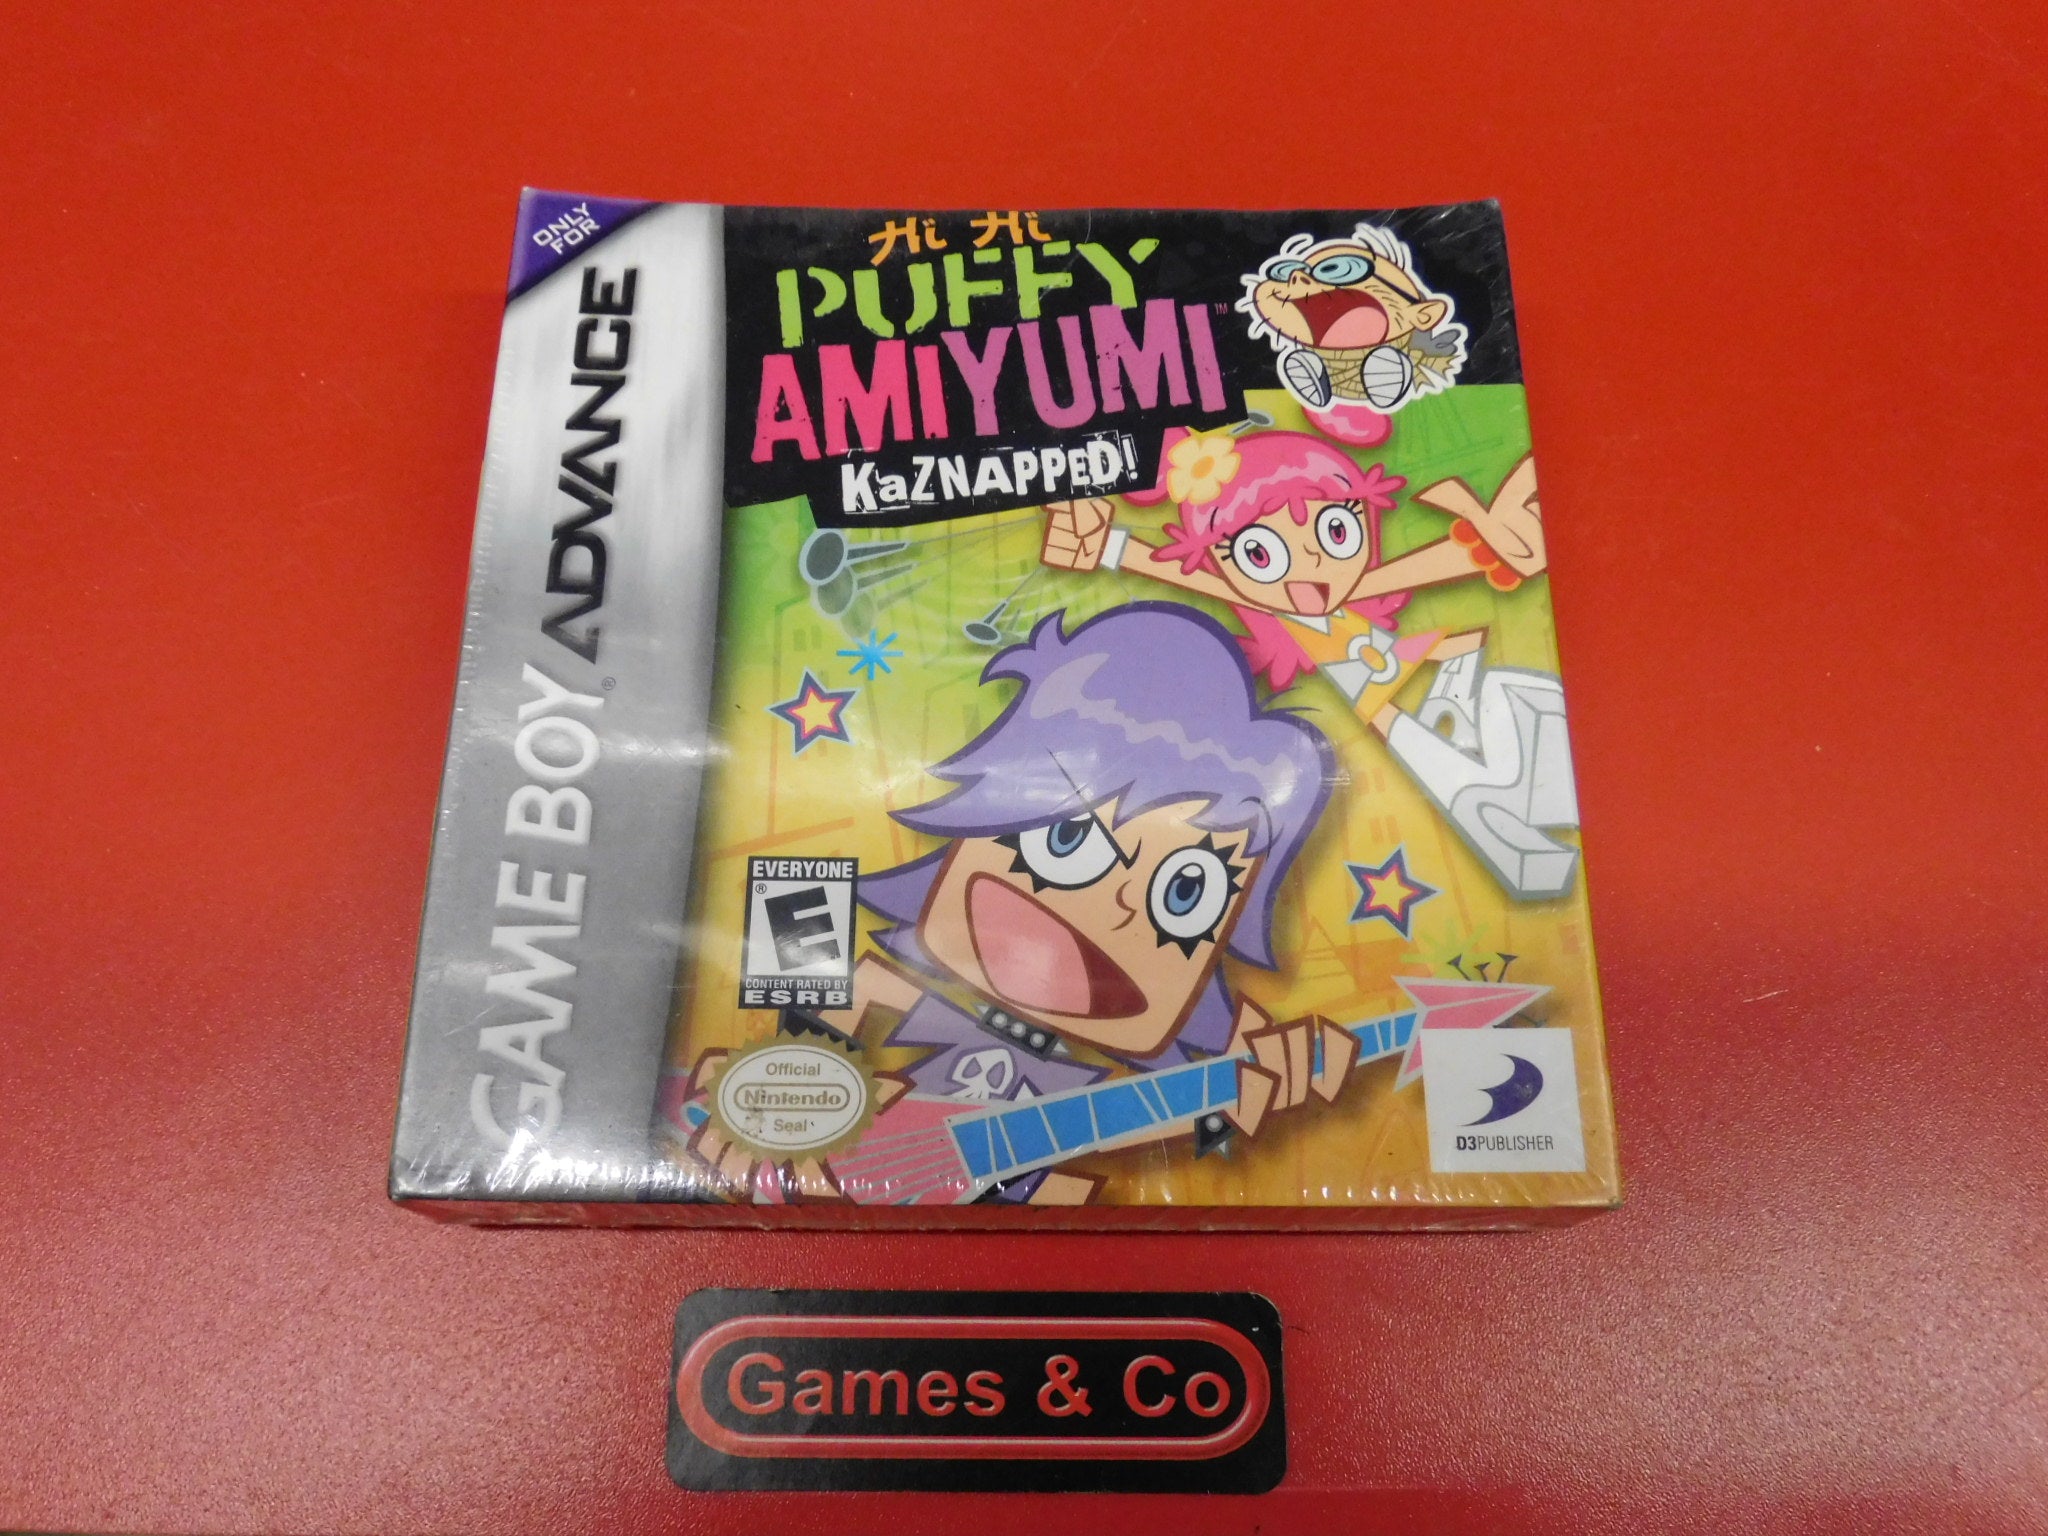 ONLY
FOR
GAME BOY ADVANCE®
Hi Hi
PUFFY
AMIYUMI™
KaZNAPPED!
EVERYONE
E
®
CONTENT RATED BY
ESRB
Official
Nintendo
Seal
D3PUBLISHER
Games & Co